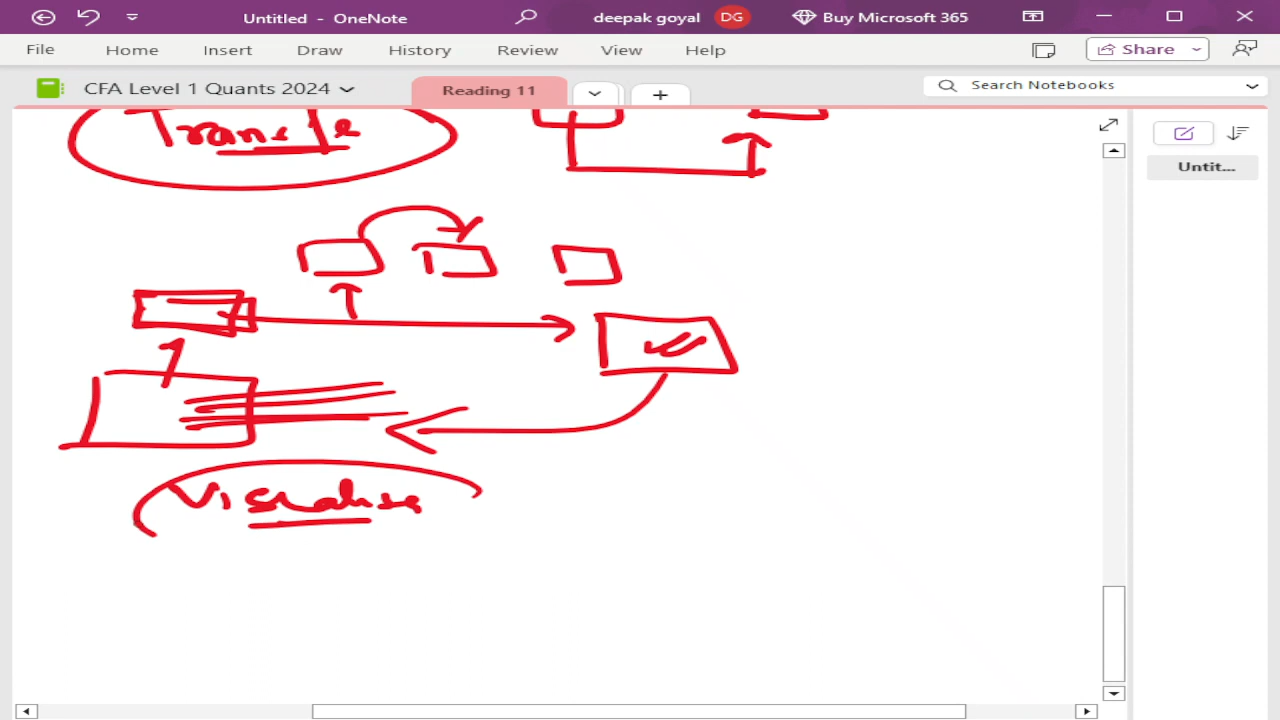 Untitled - OneNote
deepak goyal DG
Buy Microsoft 365
File Home Insert Draw History Review View Help
Share
CFA Level 1 Quants 2024
Reading 11
Search Notebooks
Untit...
Visualise